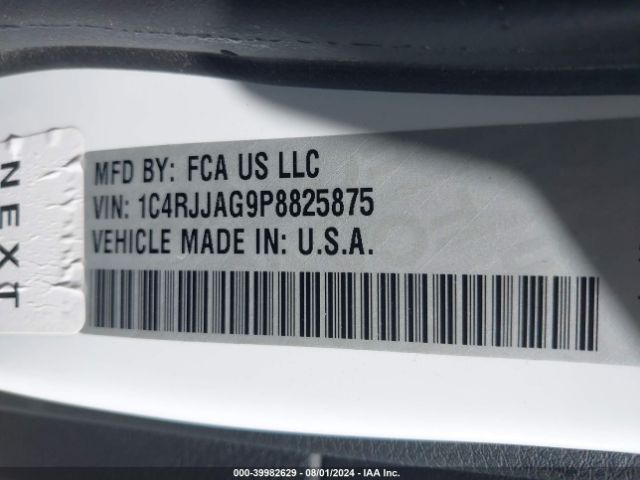 MFD BY: FCA US LLC
VIN: 1C4RJJAG9P8825875
VEHICLE MADE IN: U.S.A.
NEXT
000-39982629 - 08/01/2024 - IAA Inc.